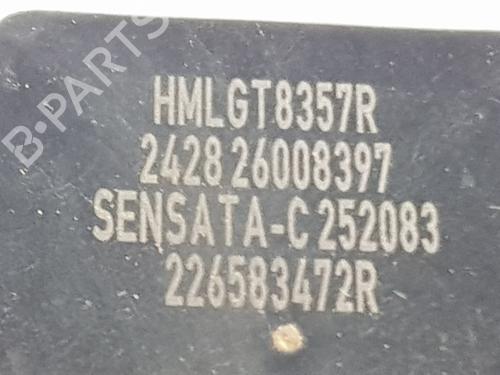 B-PARTS
HMLGT8357R
2428 26008397
SENSATA-C 252083
226583472R